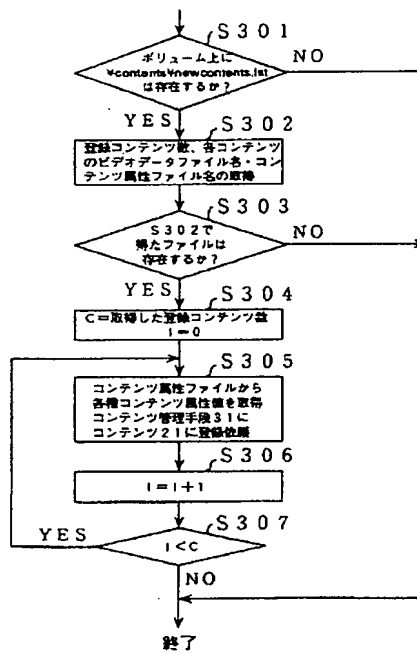 S301
ボリューム上に
¥contents¥newcontents.lst
は存在するか?
NO
YES
S302
登録コンテンツ数、各コンテンツ
のビデオデータファイル名・コン
テンツ属性ファイル名の取得
S303
S302で
得たファイルは
存在するか?
NO
YES
S304
C=取得した登録コンテンツ数
I=0
S305
コンテンツ属性ファイルから
各種コンテンツ属性値を取得
コンテンツ管理手段31に
コンテンツ21に登録依頼
S306
I=I+1
S307
YES
I<C
NO
終了